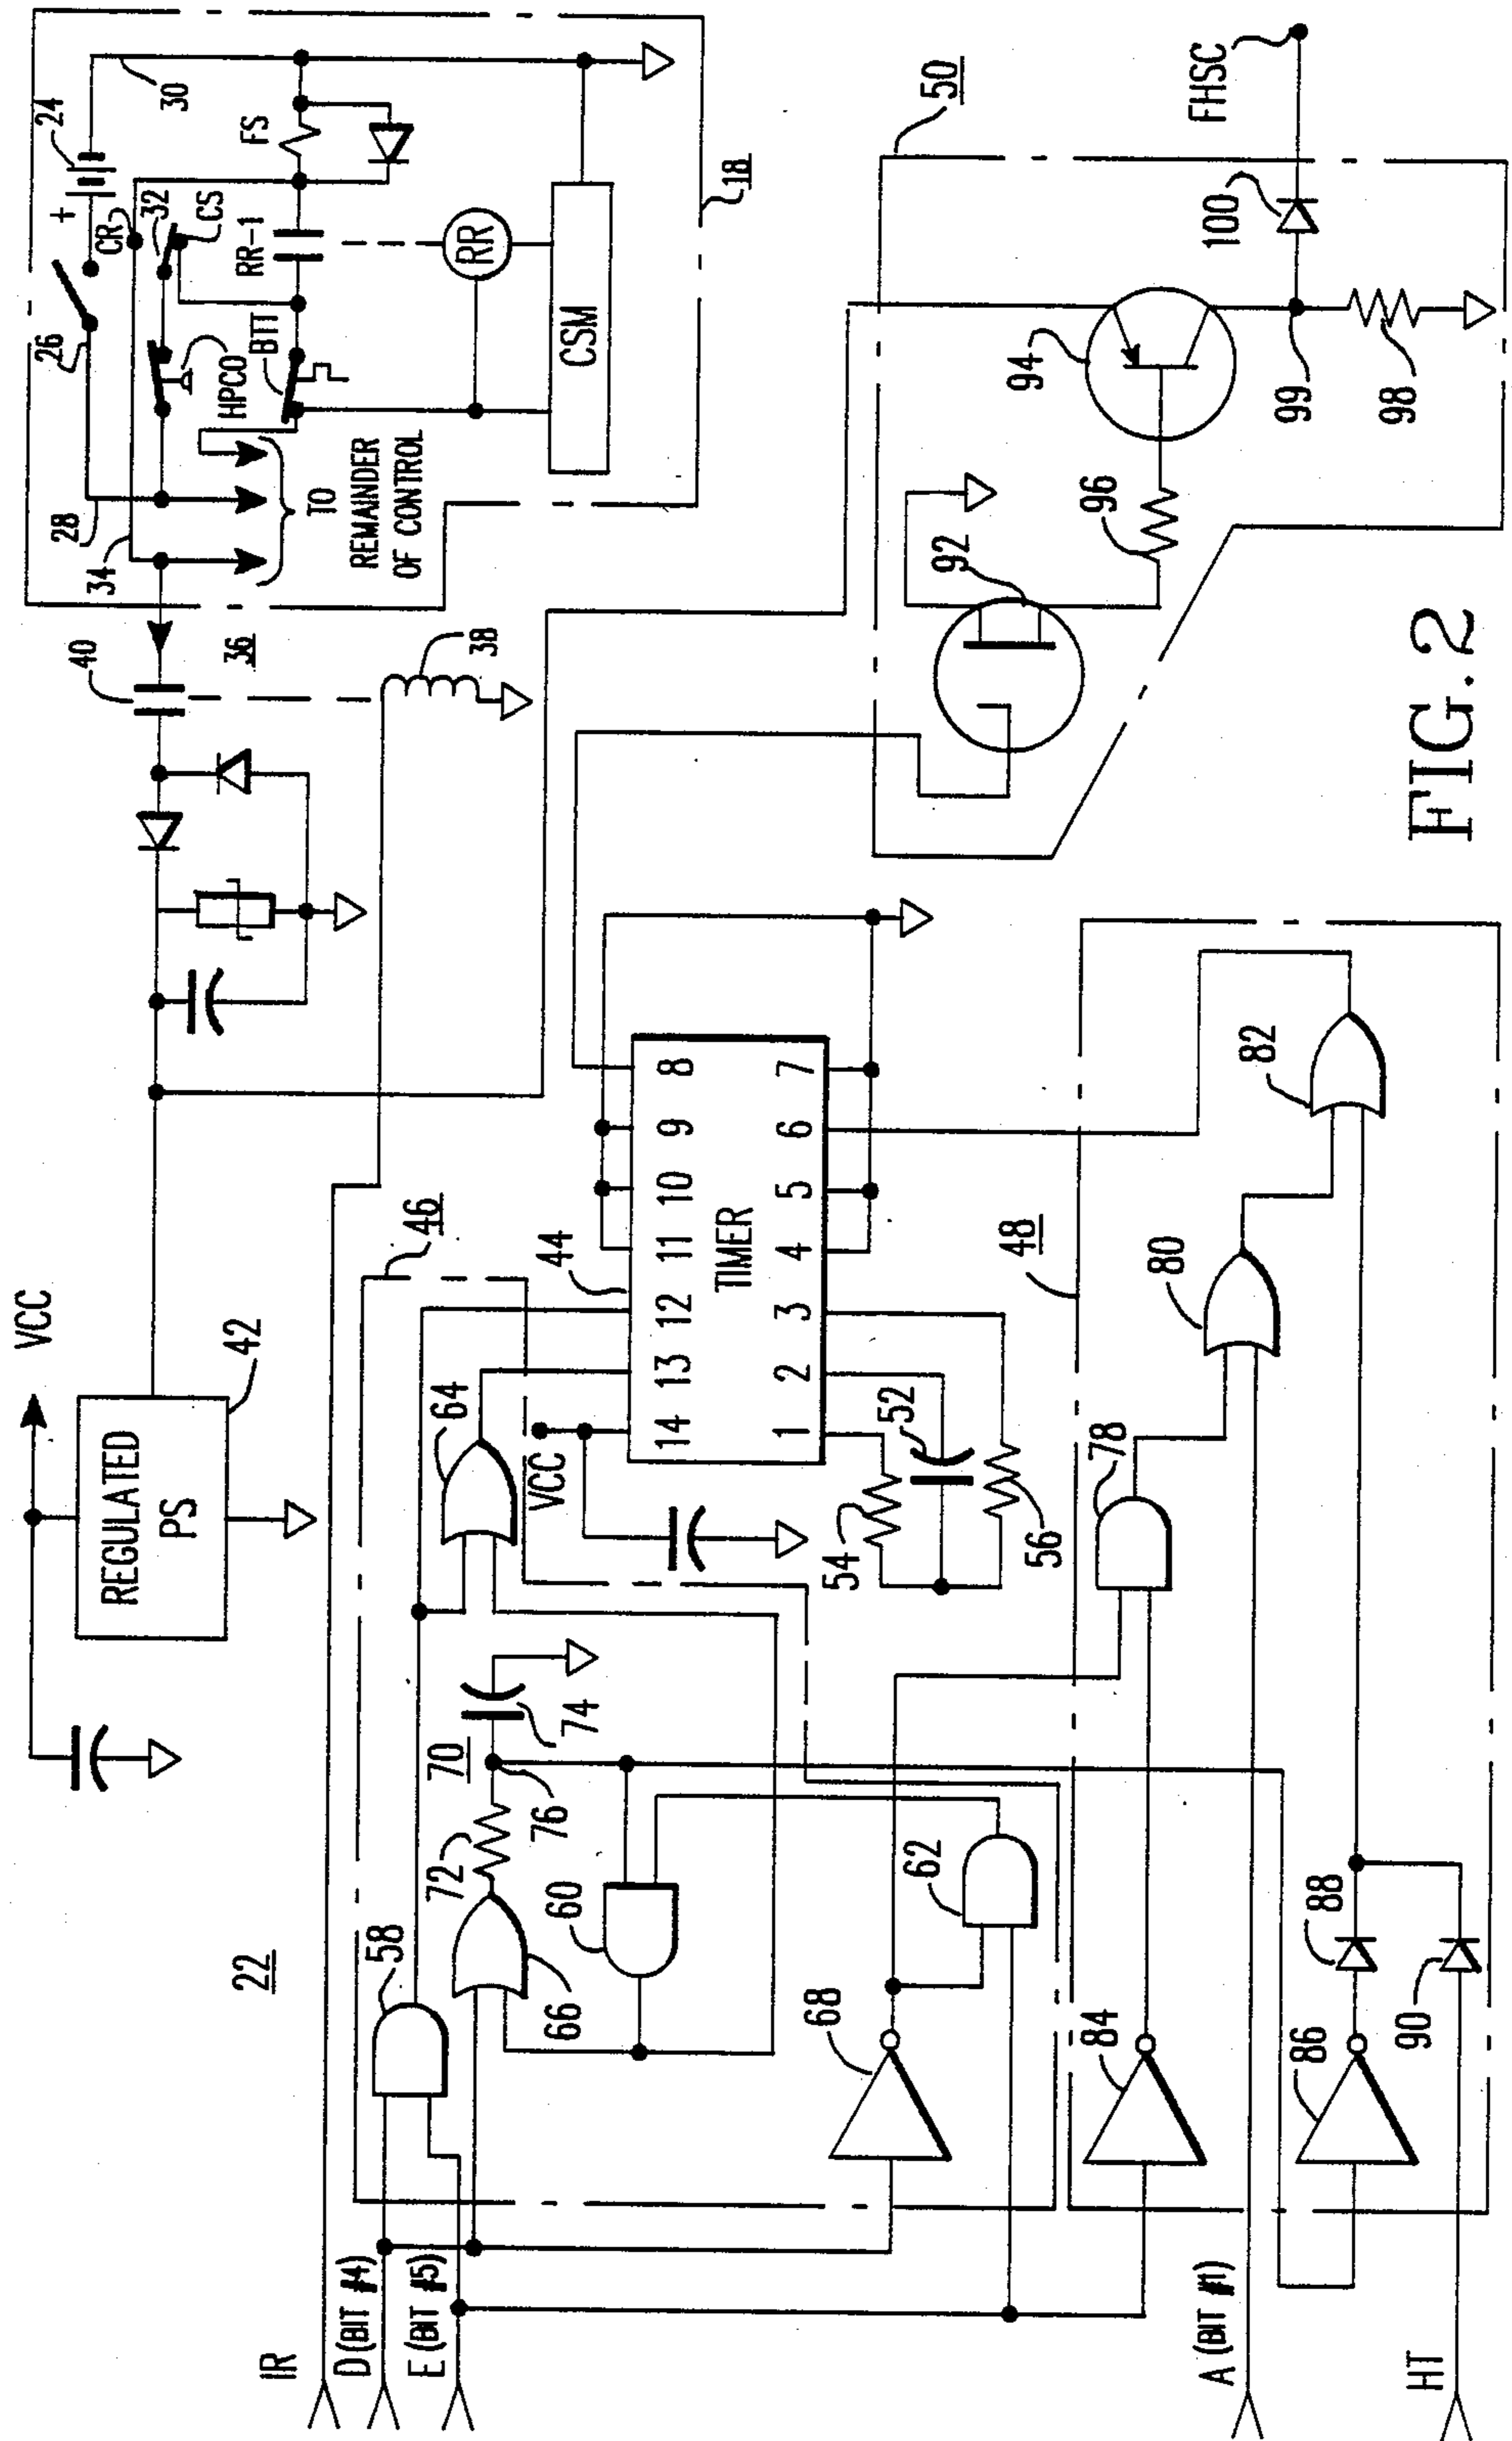 22
VCC
REGULATED
PS
42
40
36
38
24
26
+
CR
32
CS
30
FS
HPCO
BTT
RR-1
28
34
TO
REMAINDER
OF CONTROL
RR
CSM
18
IR
D (BIT #4)
E (BIT #5)
A (BIT #1)
HT
46
58
64
66
72
70
74
76
60
62
68
VCC
44
14 13 12 11 10 9 8
TIMER
1 2 3 4 5 6 7
54
52
56
48
78
80
82
84
86
88
90
50
92
94
96
98
99
100
FHSC
FIG. 2